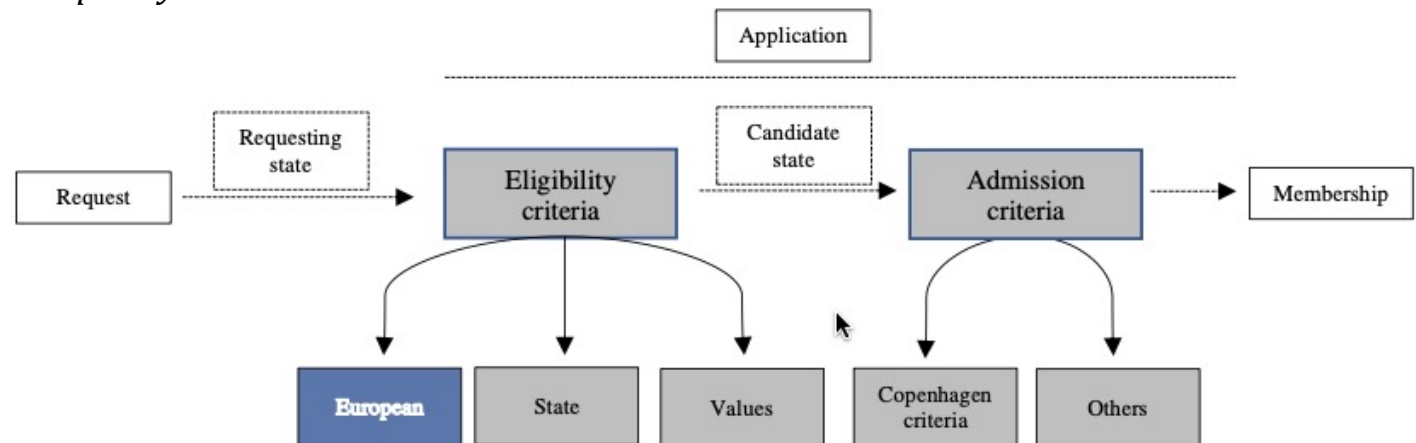 Application
Requesting
state
Candidate
state
Request
Eligibility
criteria
Admission
criteria
Membership
European
State
Values
Copenhagen
criteria
Others